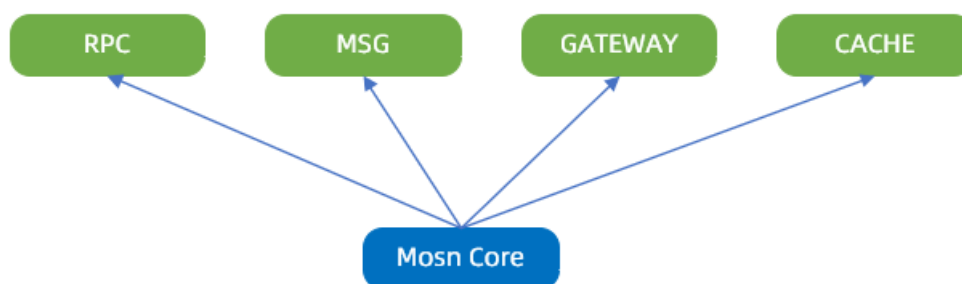 RPC
MSG
GATEWAY
CACHE
Mosn Core